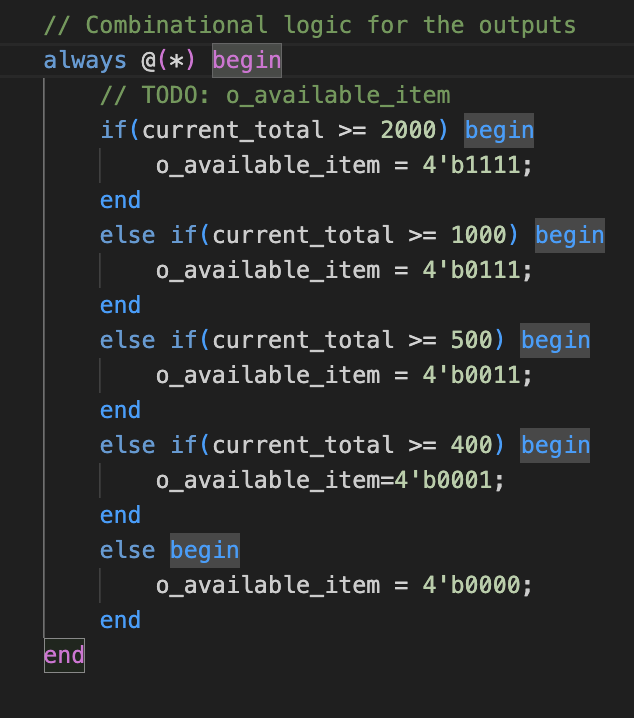 // Combinational logic for the outputs
always @(*) begin
// TODO: o_available_item
if(current_total >= 2000) begin
o_available_item = 4'b1111;
end
else if(current_total >= 1000) begin
o_available_item = 4'b0111;
end
else if(current_total >= 500) begin
o_available_item = 4'b0011;
end
else if(current_total >= 400) begin
o_available_item=4'b0001;
end
else begin
o_available_item = 4'b0000;
end
end